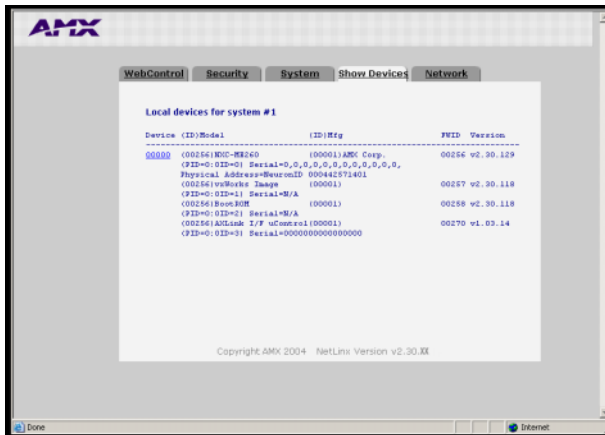 AMX
WebControl Security System Show Devices Network
Local devices for system #1
Device (ID)Model (ID)Mfg FWID Version
00000 (00256)NXC-ME260 (00001)AMX Corp. 00256 v2.30.129
(PID=0:OID=0) Serial=0,0,0,0,0,0,0,0,0,0,0,
Physical Address=NeuronID 000442571401
(00256)vxWorks Image (00001) 00257 v2.30.118
(PID=0:OID=1) Serial=N/A
(00256)BootROM (00001) 00258 v2.30.118
(PID=0:OID=2) Serial=N/A
(00256)AXLink I/F uControl(00001) 00270 v1.03.14
(PID=0:OID=3) Serial=0000000000000000
Copyright AMX 2004 NetLinx Version v2.30.XX
Done Internet